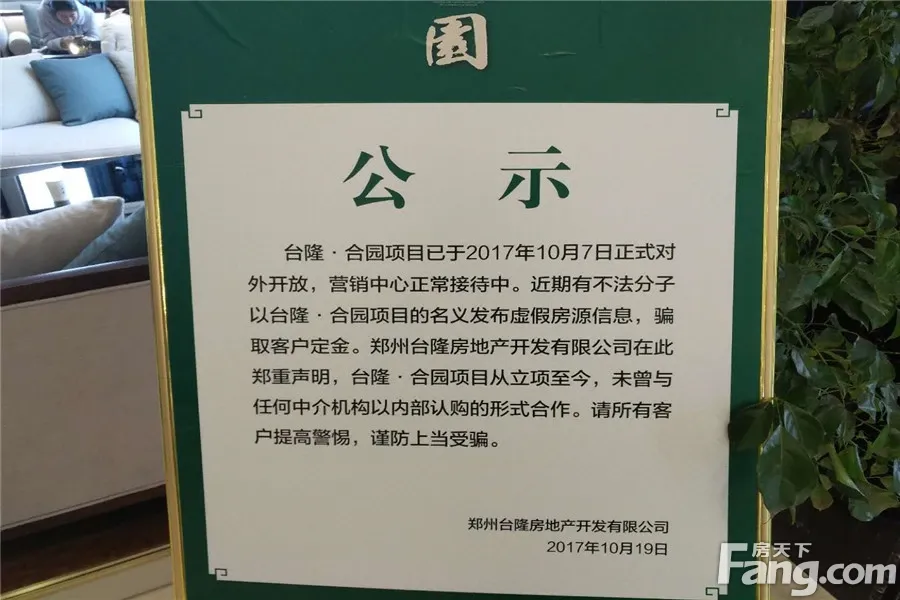 園
公 示
台隆·合园项目已于2017年10月7日正式对
外开放，营销中心正常接待中。近期有不法分子
以台隆·合园项目的名义发布虚假房源信息，骗
取客户定金。郑州台隆房地产开发有限公司在此
郑重声明，台隆·合园项目从立项至今，未曾与
任何中介机构以内部认购的形式合作。请所有客
户提高警惕，谨防上当受骗。
郑州台隆房地产开发有限公司
2017年10月19日
房天下
Fang.com